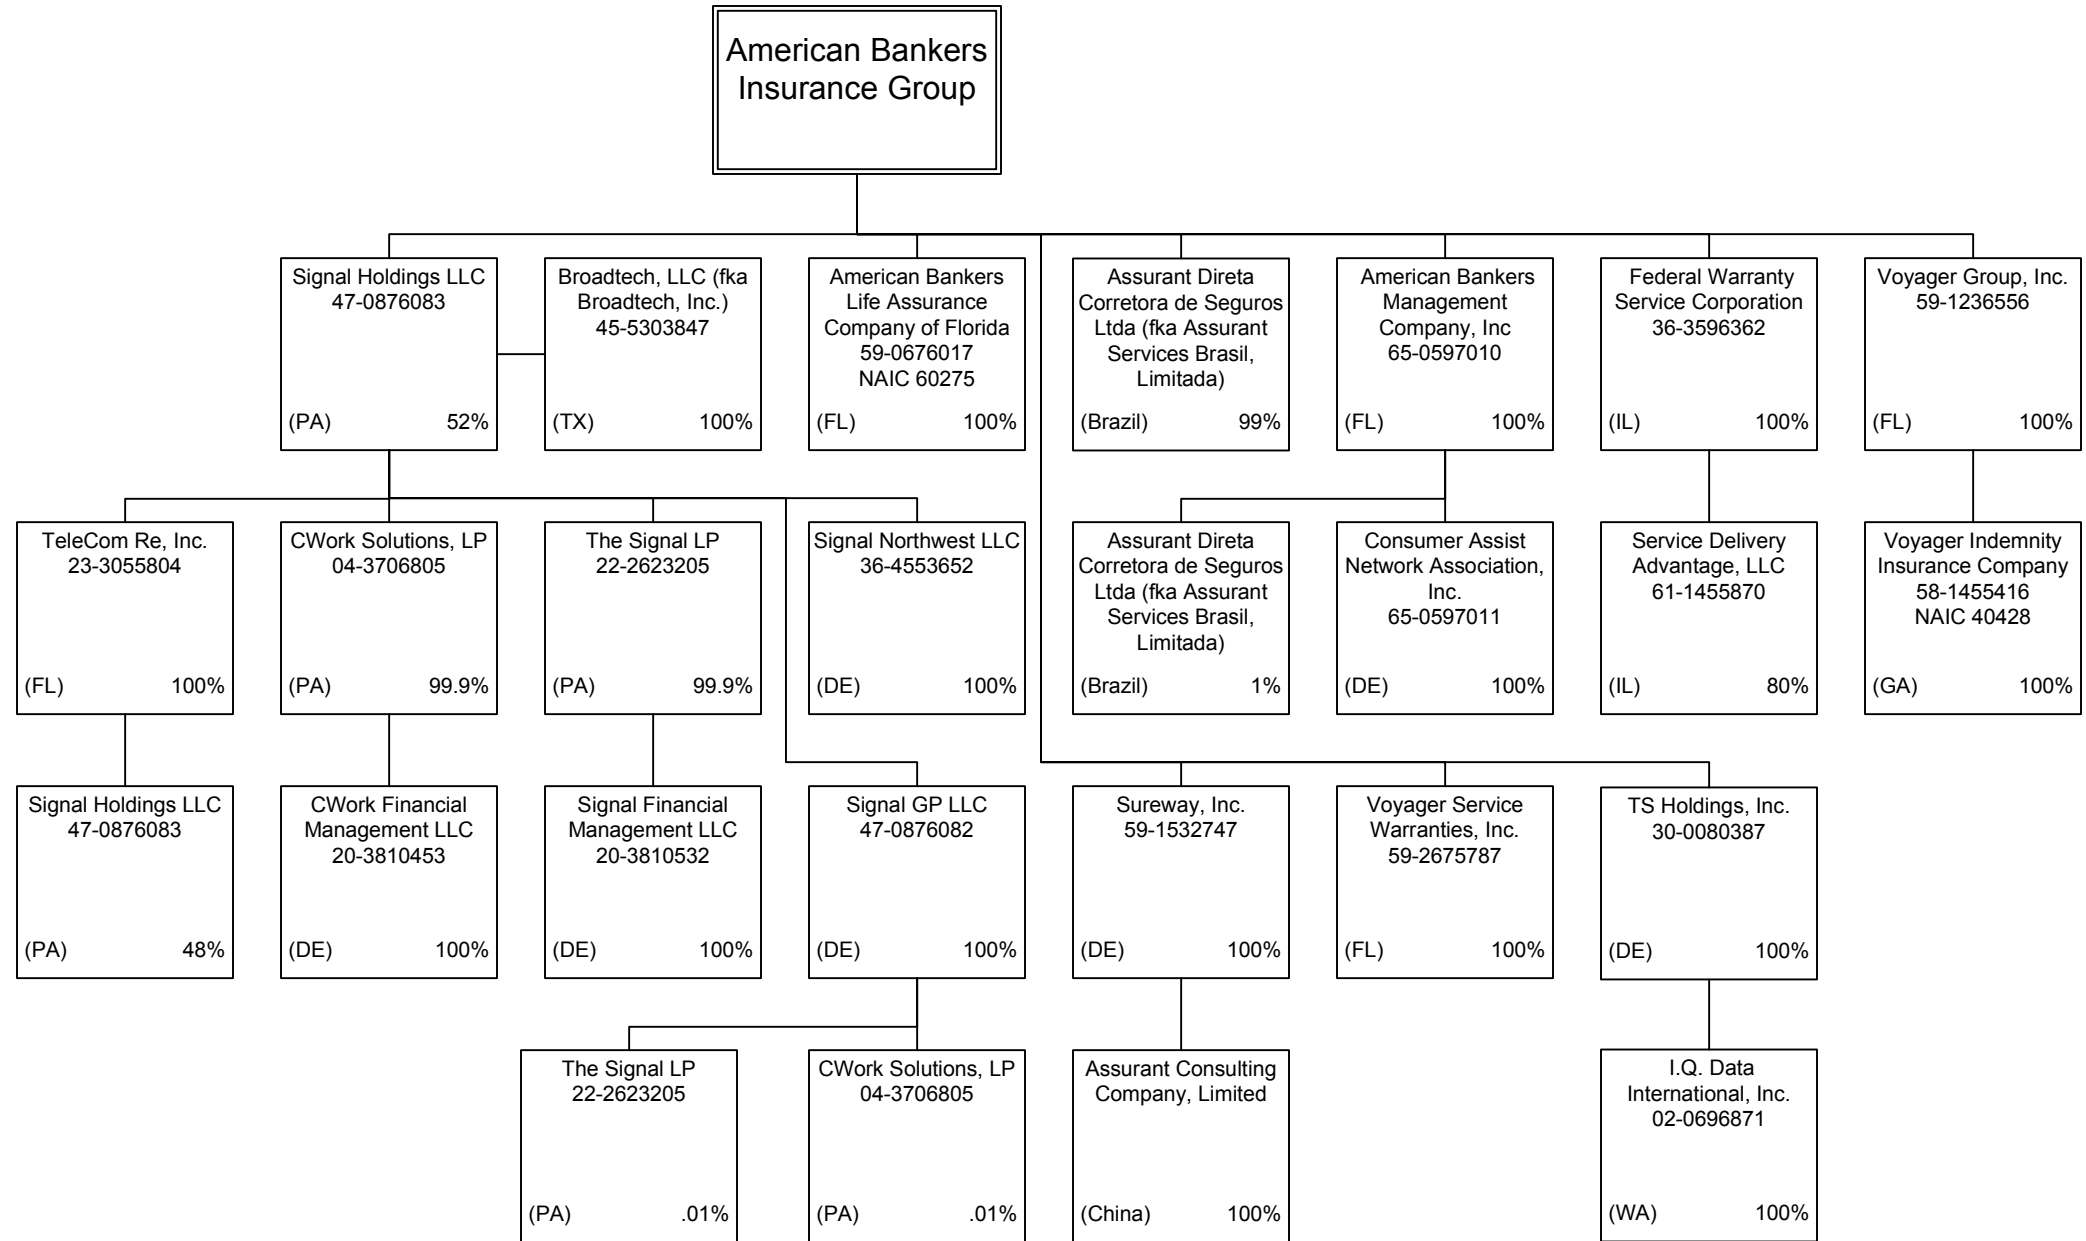 American Bankers
Insurance Group
Signal Holdings LLC
47-0876083
(PA) 52%
Broadtech, LLC (fka
Broadtech, Inc.)
45-5303847
(TX) 100%
American Bankers
Life Assurance
Company of Florida
59-0676017
NAIC 60275
(FL) 100%
Assurant Direta
Corretora de Seguros
Ltda (fka Assurant
Services Brasil,
Limitada)
(Brazil) 99%
American Bankers
Management
Company, Inc
65-0597010
(FL) 100%
Federal Warranty
Service Corporation
36-3596362
(IL) 100%
Voyager Group, Inc.
59-1236556
(FL) 100%
TeleCom Re, Inc.
23-3055804
(FL) 100%
CWork Solutions, LP
04-3706805
(PA) 99.9%
The Signal LP
22-2623205
(PA) 99.9%
Signal Northwest LLC
36-4553652
(DE) 100%
Assurant Direta
Corretora de Seguros
Ltda (fka Assurant
Services Brasil,
Limitada)
(Brazil) 1%
Consumer Assist
Network Association,
Inc.
65-0597011
(DE) 100%
Service Delivery
Advantage, LLC
61-1455870
(IL) 80%
Voyager Indemnity
Insurance Company
58-1455416
NAIC 40428
(GA) 100%
Signal Holdings LLC
47-0876083
(PA) 48%
CWork Financial
Management LLC
20-3810453
(DE) 100%
Signal Financial
Management LLC
20-3810532
(DE) 100%
Signal GP LLC
47-0876082
(DE) 100%
Sureway, Inc.
59-1532747
(DE) 100%
Voyager Service
Warranties, Inc.
59-2675787
(FL) 100%
TS Holdings, Inc.
30-0080387
(DE) 100%
The Signal LP
22-2623205
(PA) .01%
CWork Solutions, LP
04-3706805
(PA) .01%
Assurant Consulting
Company, Limited
(China) 100%
I.Q. Data
International, Inc.
02-0696871
(WA) 100%